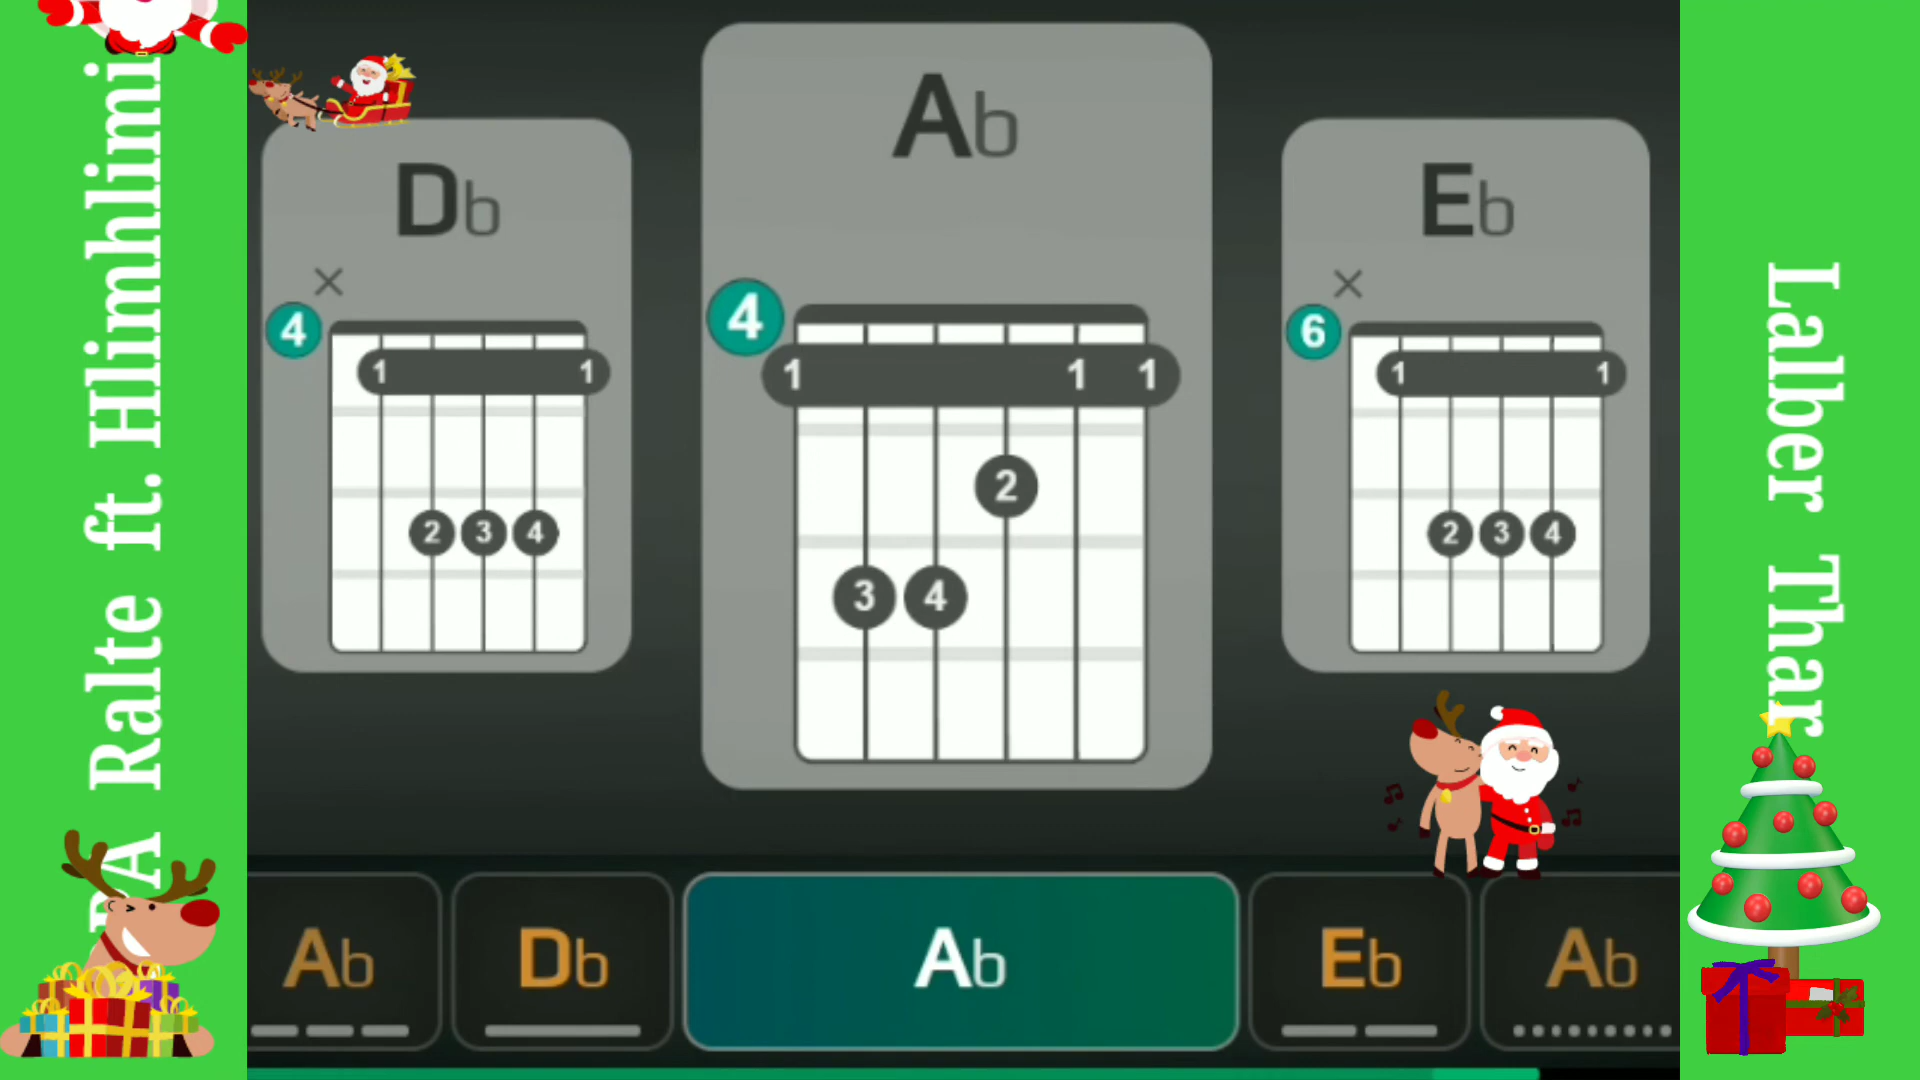 RA Ralte ft. Hlimhlimi
Lalber Thar
Db
×
4
1 1
2 3 4
Ab
4
1 1 1
2
3 4
Eb
×
6
1 1
2 3 4
Ab Db Ab Eb Ab